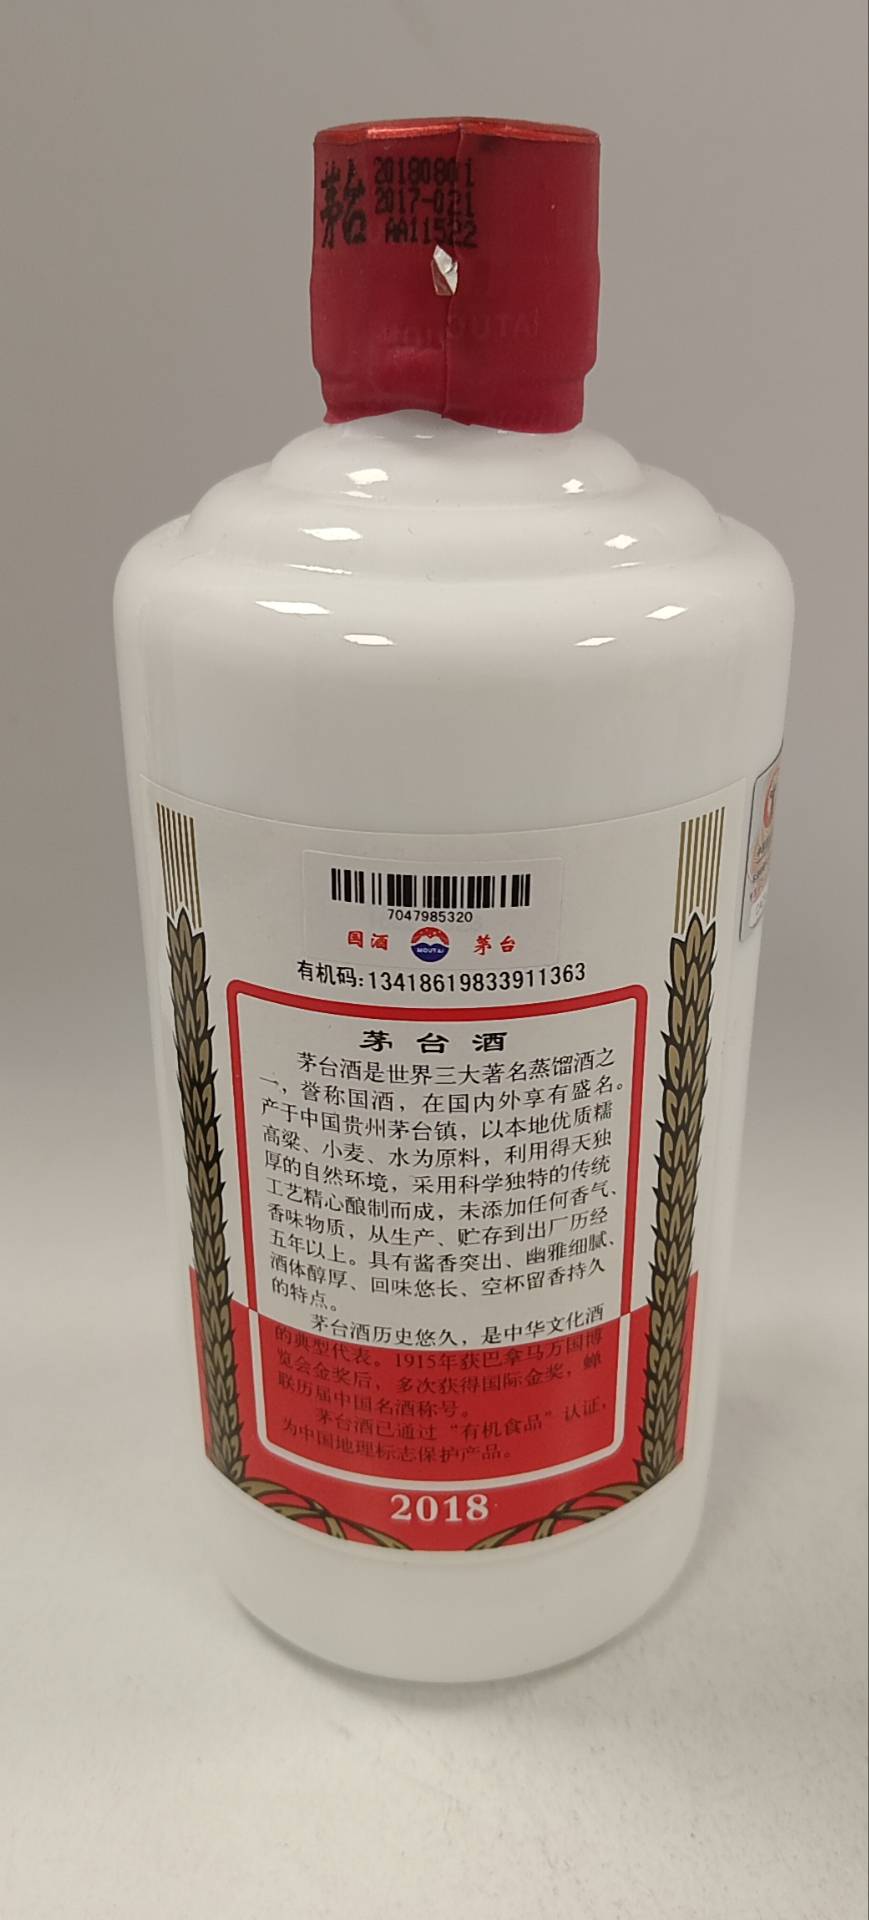 茅台
20180801
2017-021
AA11522
7047985320
国酒 MOUTAI 茅台
有机码:13418619833911363
茅台酒
茅台酒是世界三大著名蒸馏酒之
一，誉称国酒，在国内外享有盛名。
产于中国贵州茅台镇，以本地优质糯
高粱、小麦、水为原料，利用得天独
厚的自然环境，采用科学独特的传统
工艺精心酿制而成，未添加任何香气、
香味物质，从生产、贮存到出厂历经
五年以上。具有酱香突出、幽雅细腻、
酒体醇厚、回味悠长、空杯留香持久
的特点。
茅台酒历史悠久，是中华文化酒
的典型代表。1915年获巴拿马万国博
览会金奖后，多次获得国际金奖，蝉
联历届中国名酒称号。
茅台酒已通过“有机食品”认证，
为中国地理标志保护产品。
2018